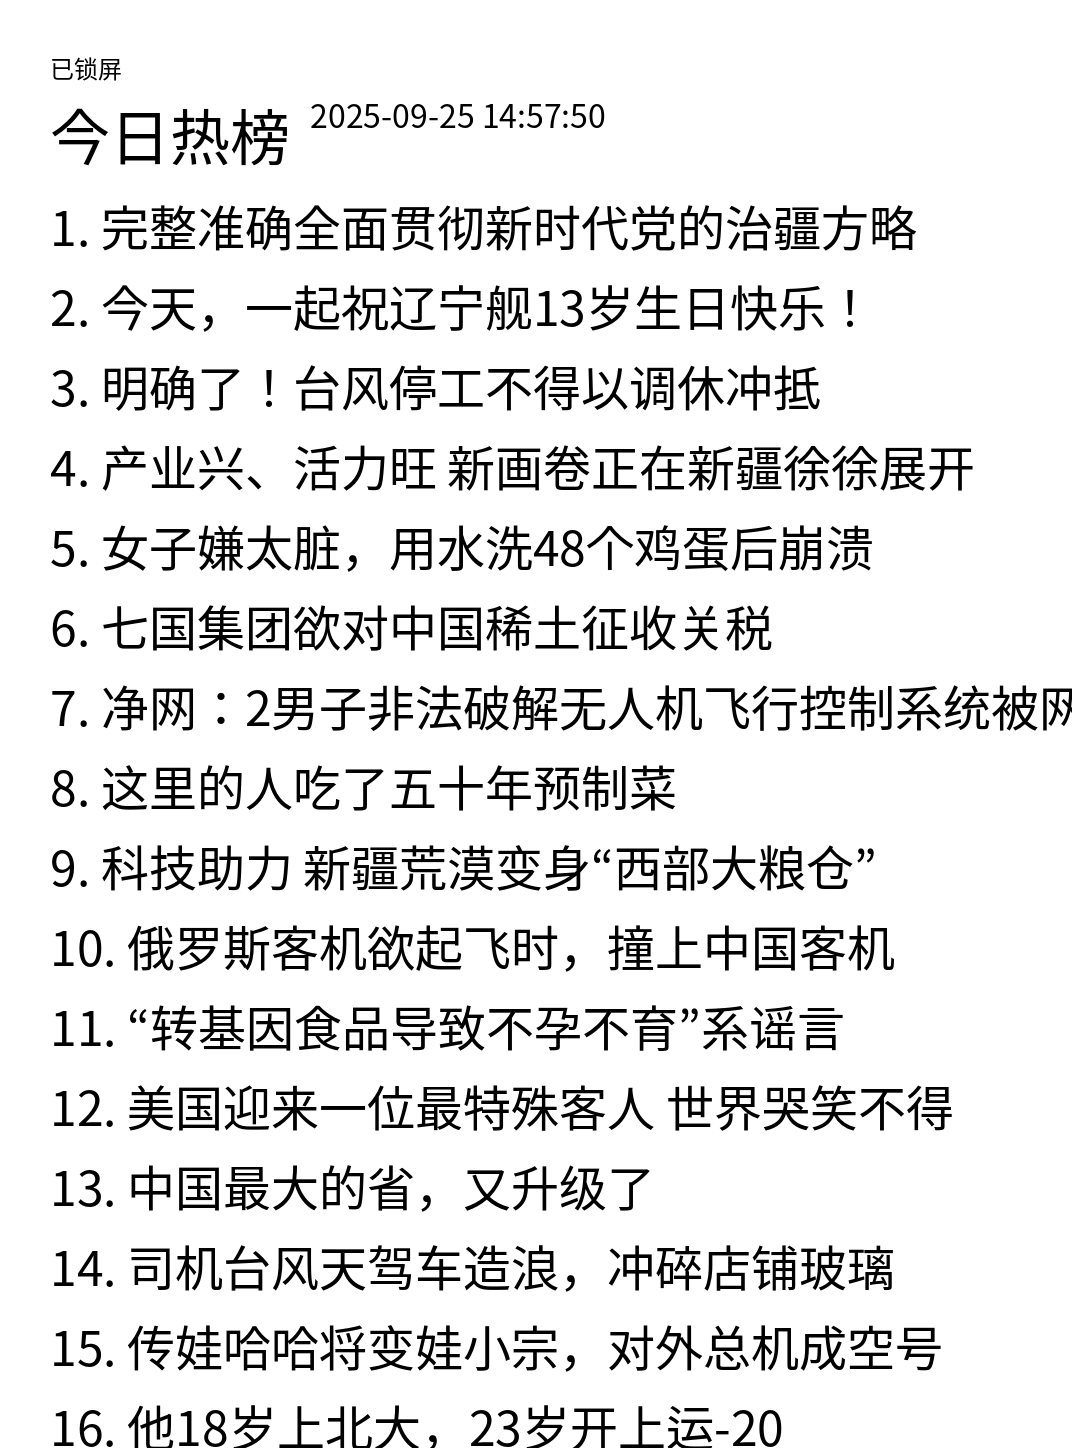 已锁屏
今日热榜 2025-09-25 14:57:50
1. 完整准确全面贯彻新时代党的治疆方略
2. 今天，一起祝辽宁舰13岁生日快乐！
3. 明确了！台风停工不得以调休冲抵
4. 产业兴、活力旺 新画卷正在新疆徐徐展开
5. 女子嫌太脏，用水洗48个鸡蛋后崩溃
6. 七国集团欲对中国稀土征收关税
7. 净网：2男子非法破解无人机飞行控制系统被网
8. 这里的人吃了五十年预制菜
9. 科技助力 新疆荒漠变身“西部大粮仓”
10. 俄罗斯客机欲起飞时，撞上中国客机
11. “转基因食品导致不孕不育”系谣言
12. 美国迎来一位最特殊客人 世界哭笑不得
13. 中国最大的省，又升级了
14. 司机台风天驾车造浪，冲碎店铺玻璃
15. 传娃哈哈将变娃小宗，对外总机成空号
16. 他18岁上北大，23岁开上运-20